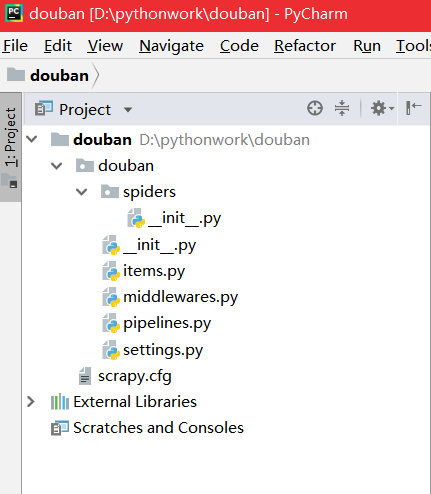 douban [D:\pythonwork\douban] - PyCharm
File Edit View Navigate Code Refactor Run Tools
douban
1: Project
Project
douban D:\pythonwork\douban
douban
spiders
__init__.py
__init__.py
items.py
middlewares.py
pipelines.py
settings.py
scrapy.cfg
External Libraries
Scratches and Consoles